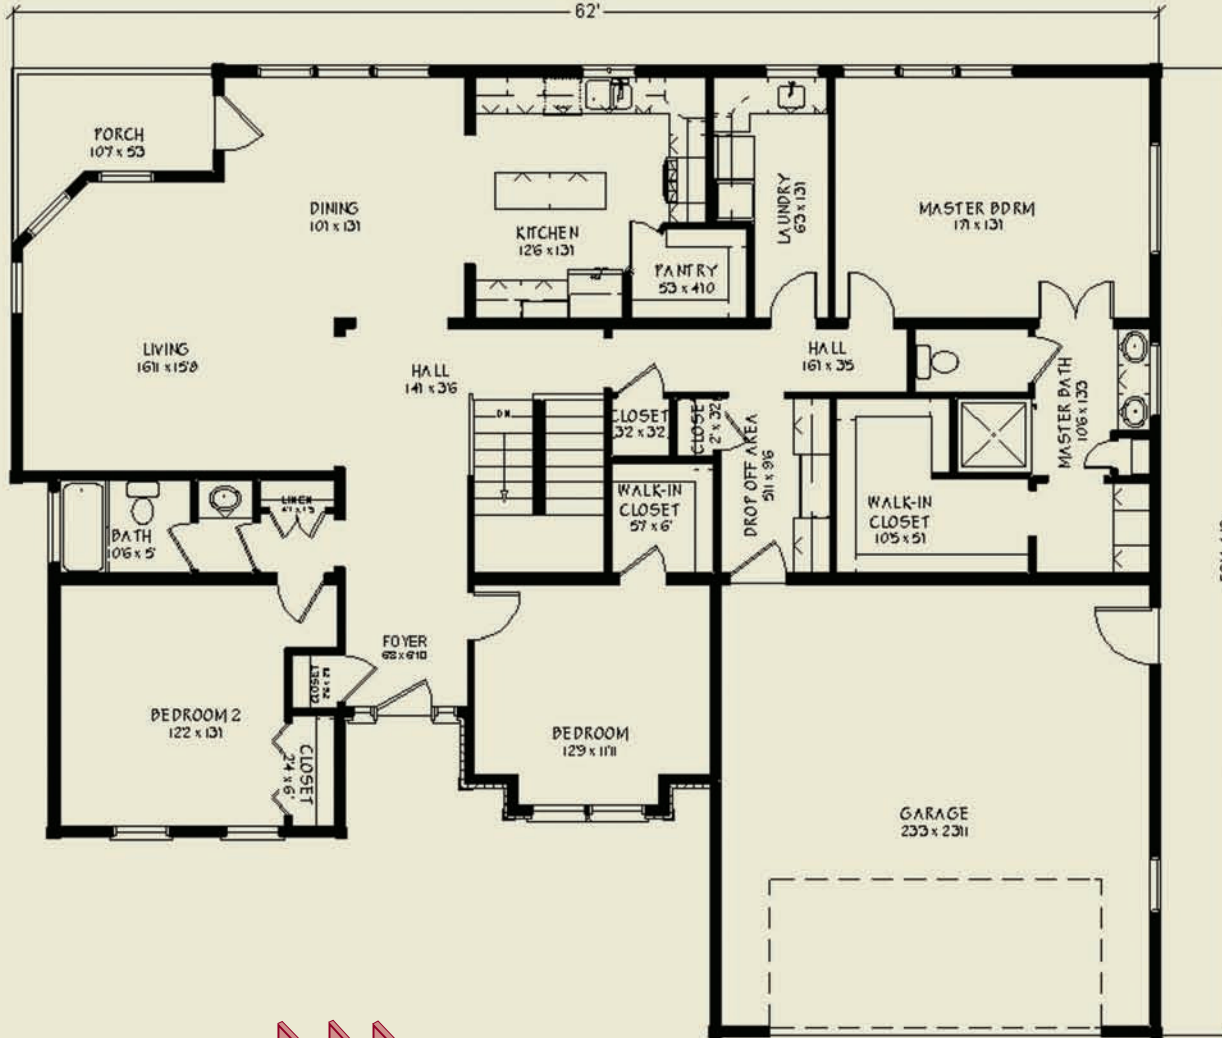 62'
PORCH
10'7 x 5'3
DINING
10'1 x 13'1
KITCHEN
12'6 x 13'1
PANTRY
5'3 x 4'10
LAUNDRY
6'3 x 13'1
MASTER BDRM
17'1 x 13'1
LIVING
16'11 x 15'8
HALL
14'1 x 3'6
HALL
16'1 x 3'5
DN
CLOSET
3'2 x 3'2
2' x 3'2
DROP OFF AREA
5'11 x 9'6
MASTER BATH
10'6 x 13'3
WALK-IN
CLOSET
5'7 x 6'
WALK-IN
CLOSET
10'5 x 5'1
LINEN
BATH
10'6 x 5'
FOYER
6'8 x 6'10
CLOSET
BEDROOM 2
12'2 x 13'1
CLOSET
2'4 x 6'
BEDROOM
12'9 x 11'11
GARAGE
23'3 x 23'11